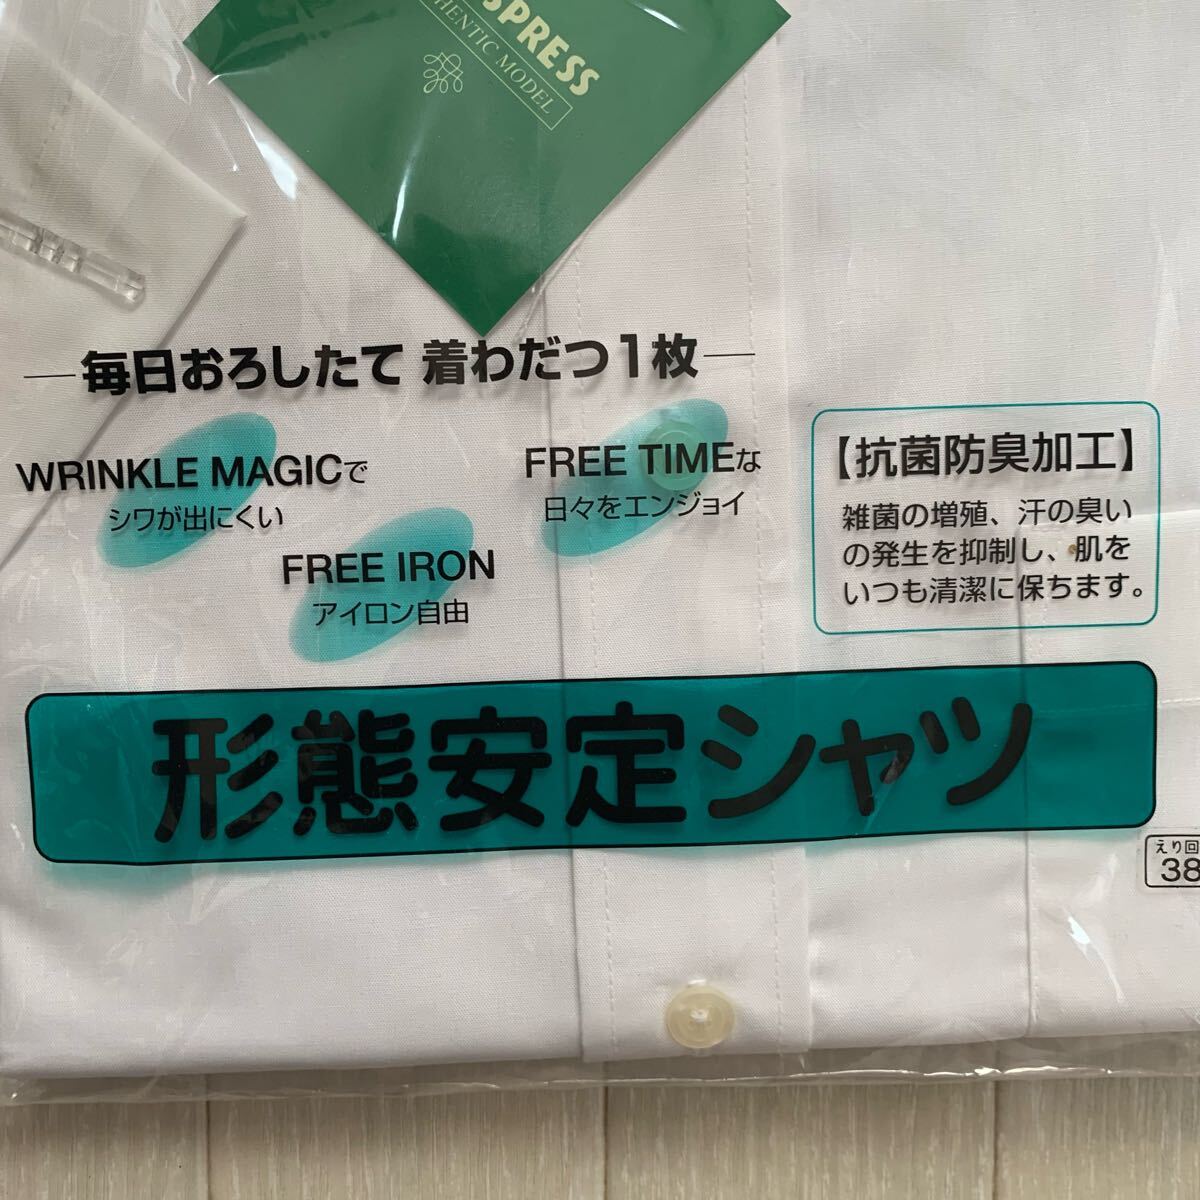 SPRESS
HENTIC MODEL
毎日おろしたて 着わだつ1枚
WRINKLE MAGICで
シワが出にくい
FREE IRON
アイロン自由
FREE TIMEな
日々をエンジョイ
【抗菌防臭加工】
雑菌の増殖、汗の臭い
の発生を抑制し、肌を
いつも清潔に保ちます。
形態安定シャツ
えり回
38